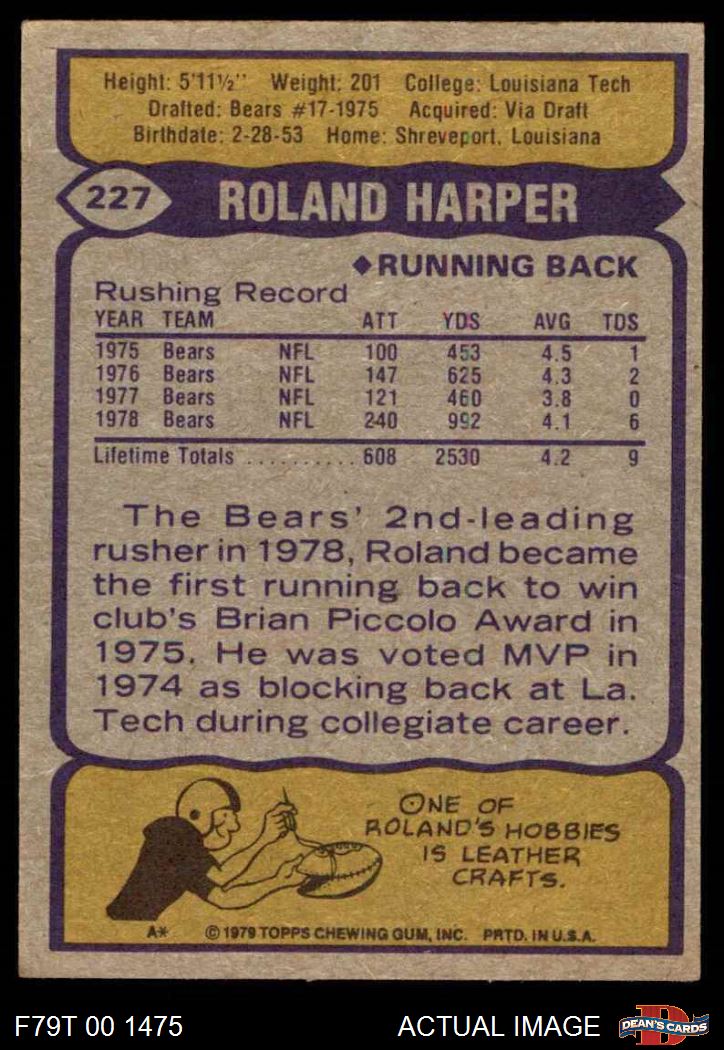 Height: 5'11½" Weight: 201 College: Louisiana Tech
Drafted: Bears #17-1975 Acquired: Via Draft
Birthdate: 2-28-53 Home: Shreveport, Louisiana
227 ROLAND HARPER
◆RUNNING BACK
Rushing Record
YEAR TEAM ATT YDS AVG TDS
1975 Bears NFL 100 453 4.5 1
1976 Bears NFL 147 625 4.3 2
1977 Bears NFL 121 460 3.8 0
1978 Bears NFL 240 992 4.1 6
Lifetime Totals .......... 608 2530 4.2 9
The Bears' 2nd-leading
rusher in 1978, Roland became
the first running back to win
club's Brian Piccolo Award in
1975. He was voted MVP in
1974 as blocking back at La.
Tech during collegiate career.
ONE OF
ROLAND'S HOBBIES
IS LEATHER
CRAFTS.
A* © 1979 TOPPS CHEWING GUM, INC. PRTD. IN U.S.A.
F79T 00 1475 ACTUAL IMAGE D DEAN'S CARDS